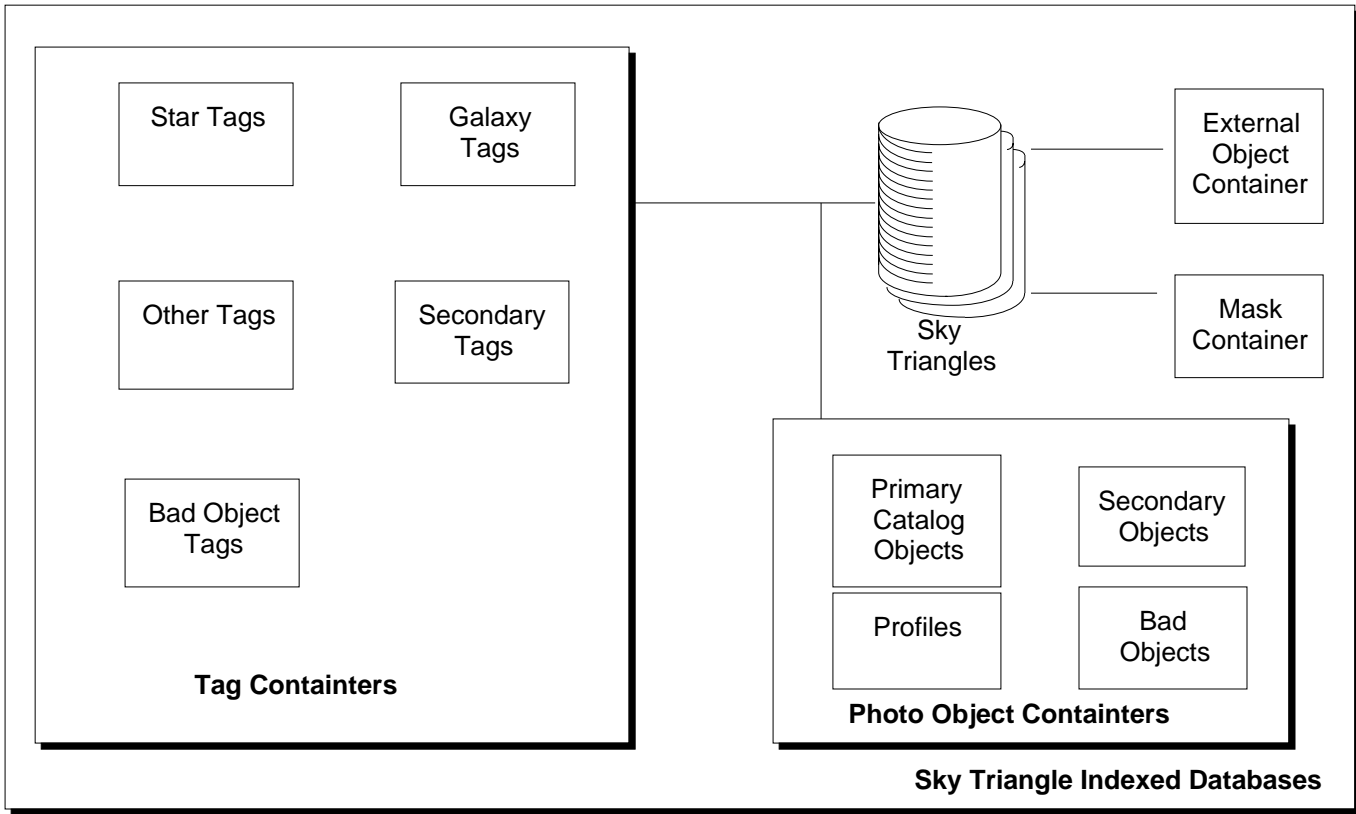 Star Tags
Galaxy
Tags
Other Tags
Secondary
Tags
Bad Object
Tags
Tag Containters
Sky
Triangles
External
Object
Container
Mask
Container
Primary
Catalog
Objects
Secondary
Objects
Profiles
Bad
Objects
Photo Object Containters
Sky Triangle Indexed Databases